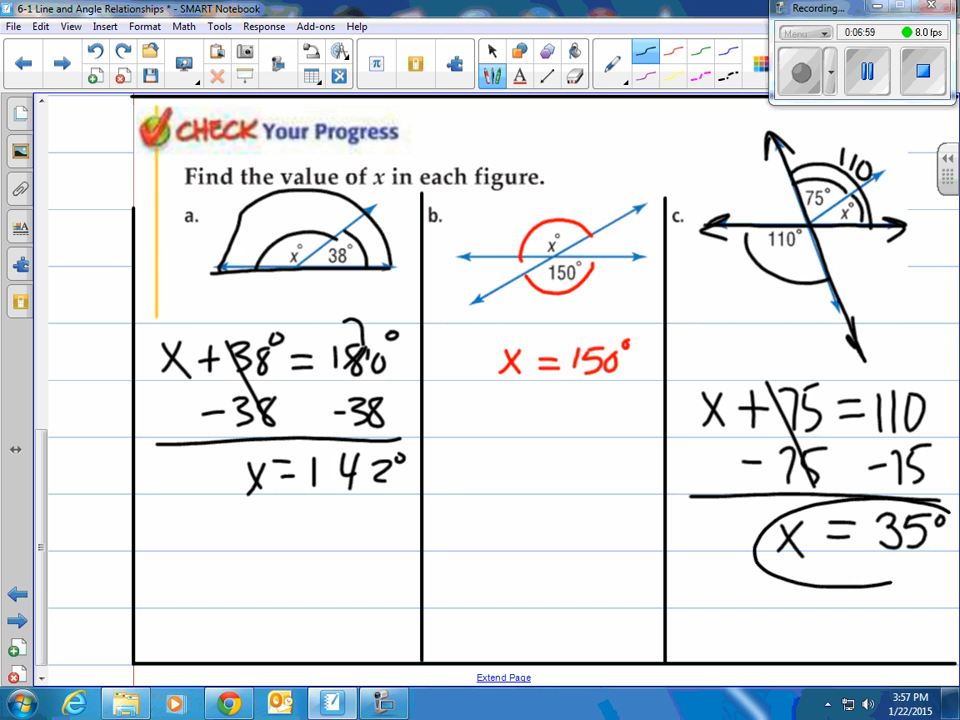 6-1 Line and Angle Relationships * - SMART Notebook
File Edit View Insert Format Math Tools Response Add-ons Help
Recording...
Menu
0:06:59
8.0 fps
CHECK Your Progress
Find the value of x in each figure.
a.
x° 38°
b.
x°
150°
c.
110
75° x°
110°
x + 38° = 180°
-38 -38
x = 142°
x = 150°
x + 75 = 110
- 75 -75
x = 35°
Extend Page
3:57 PM
1/22/2015